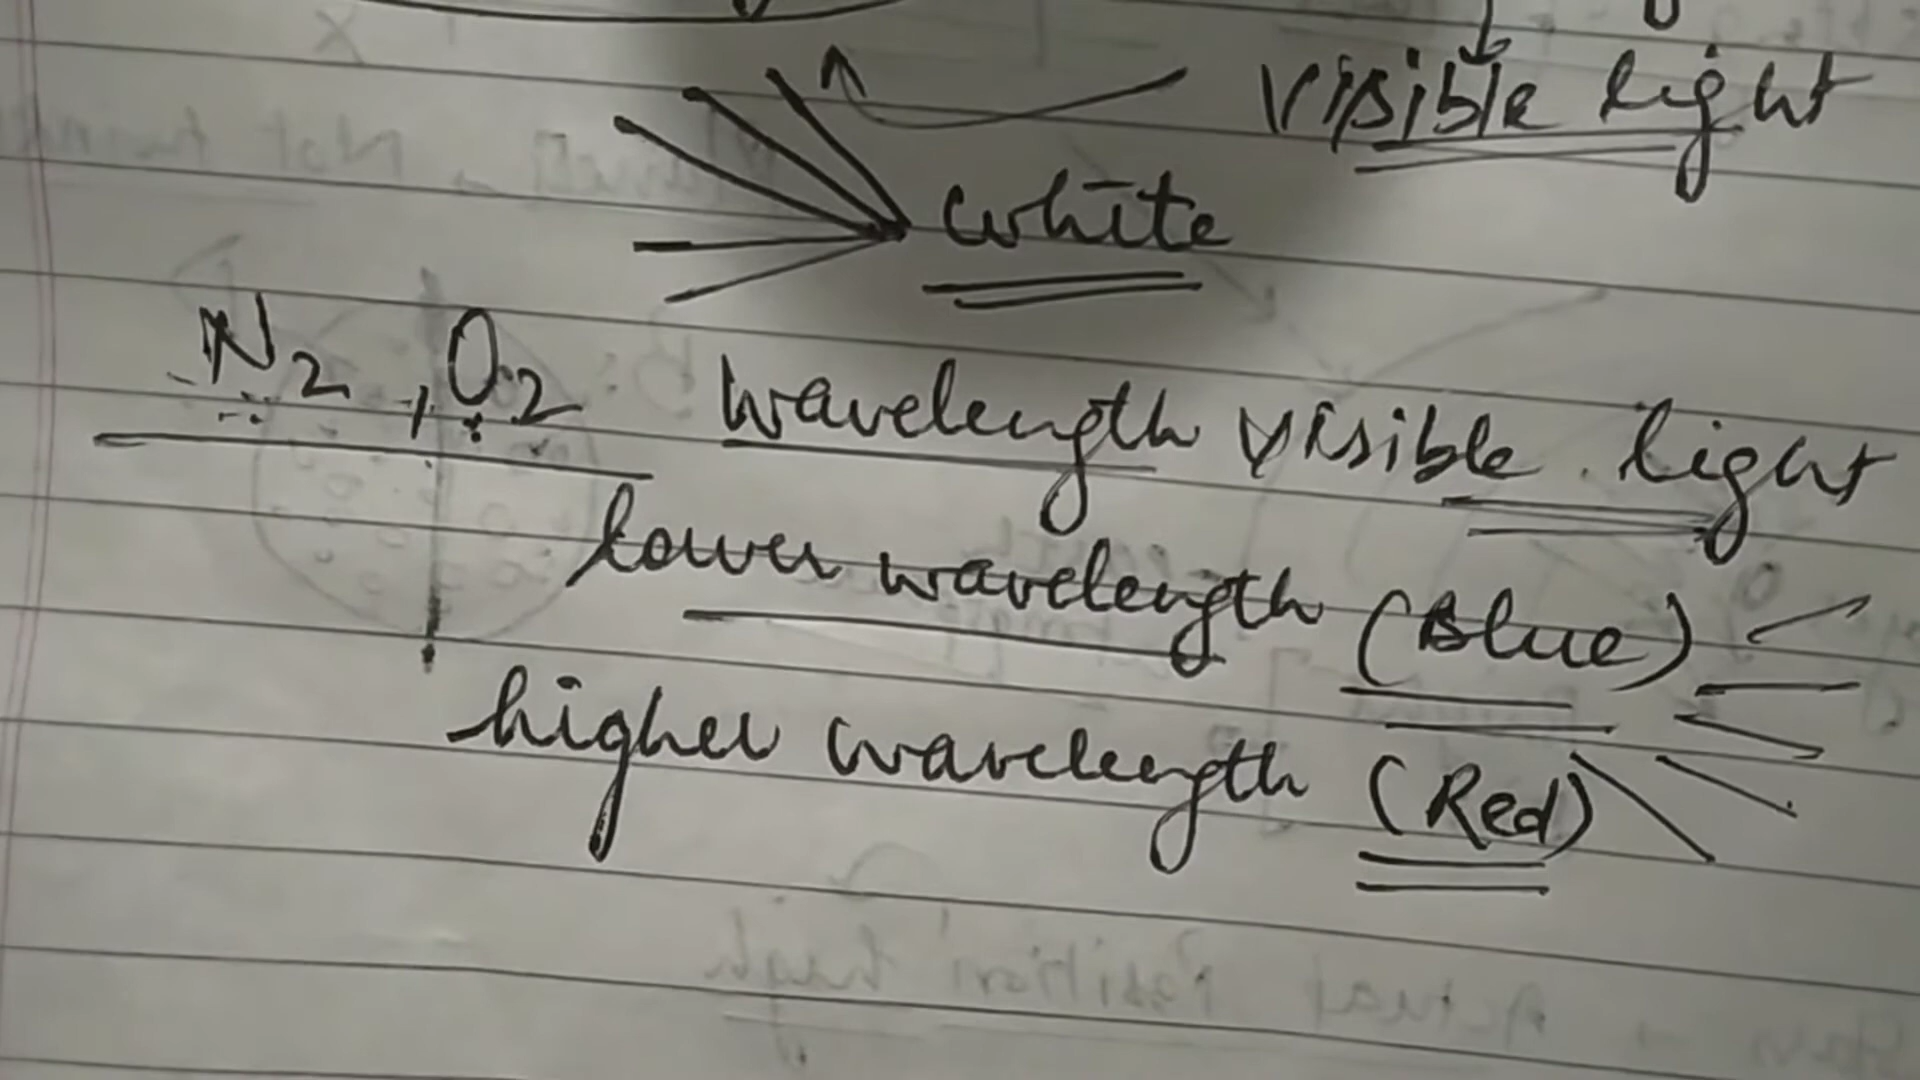 visible light
white
N2, O2 wavelength visible light
lower wavelength (Blue)
higher wavelength (Red)